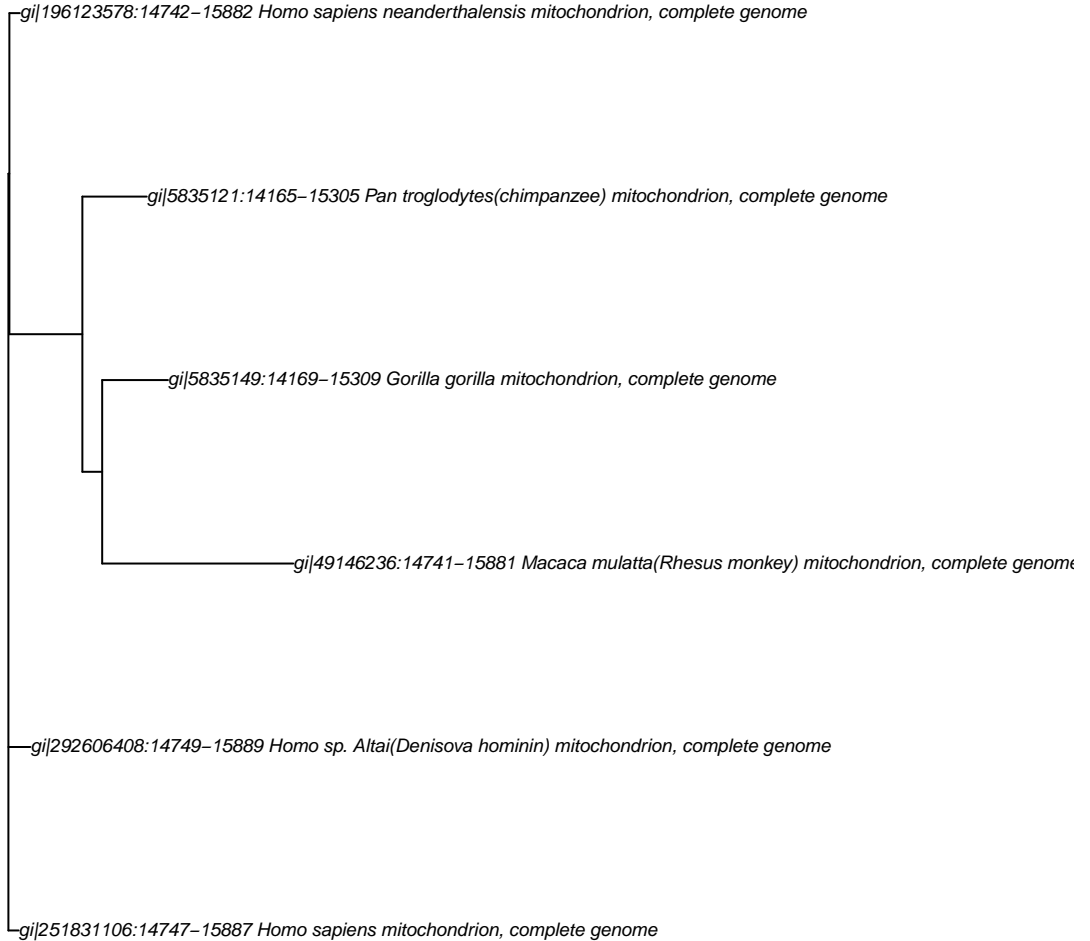 gi|196123578:14742–15882 Homo sapiens neanderthalensis mitochondrion, complete genome
gi|5835121:14165–15305 Pan troglodytes(chimpanzee) mitochondrion, complete genome
gi|5835149:14169–15309 Gorilla gorilla mitochondrion, complete genome
gi|49146236:14741–15881 Macaca mulatta(Rhesus monkey) mitochondrion, complete genome
gi|292606408:14749–15889 Homo sp. Altai(Denisova hominin) mitochondrion, complete genome
gi|251831106:14747–15887 Homo sapiens mitochondrion, complete genome